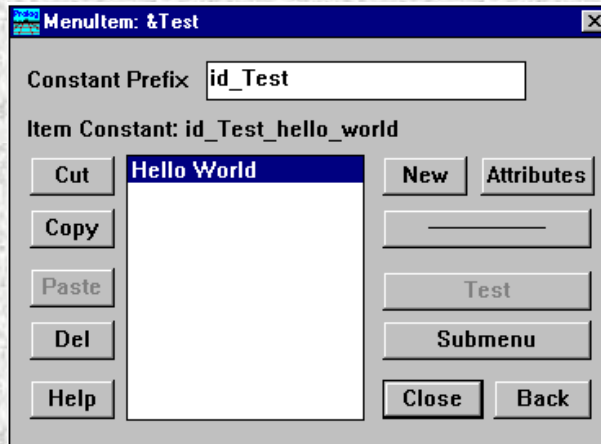 Prolog
MenuItem: &Test
Constant Prefix id_Test
Item Constant: id_Test_hello_world
Cut Hello World New Attributes
Copy
Paste Test
Del Submenu
Help Close Back